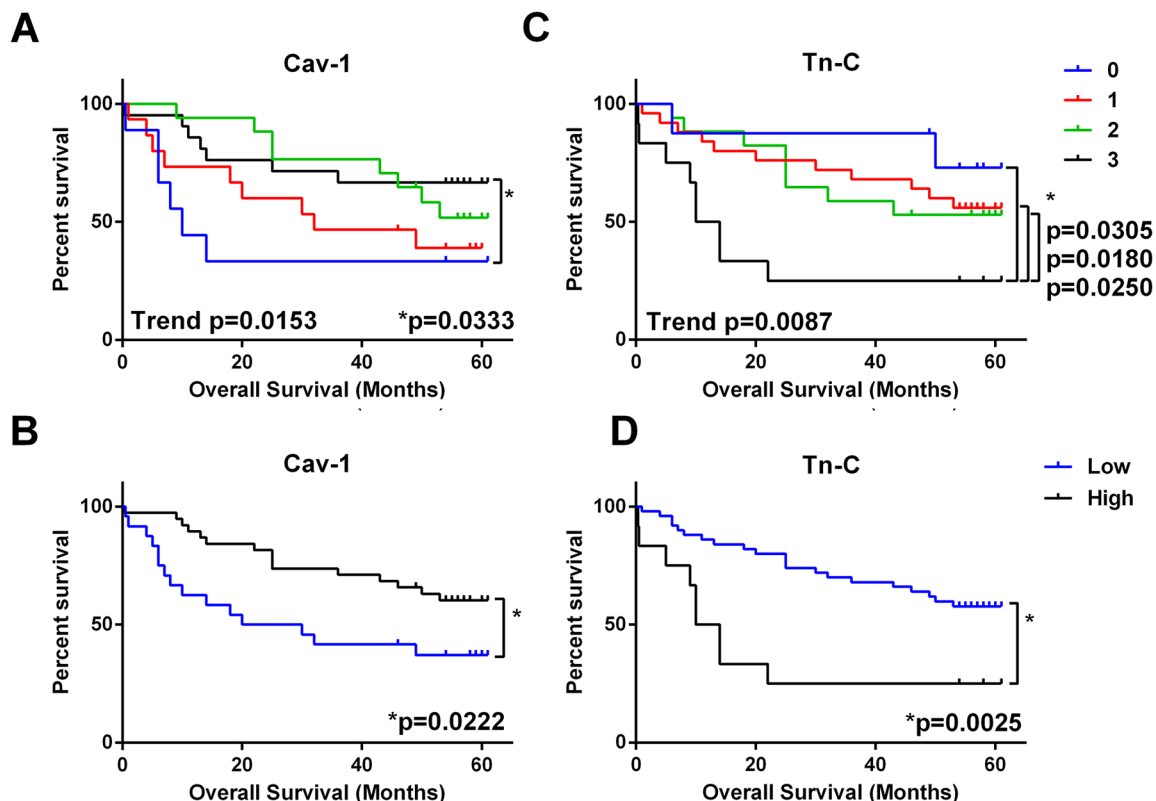 A
Cav-1
100
50
0
Percent survival
Trend p=0.0153
*p=0.0333
*
0 20 40 60
Overall Survival (Months)
C
Tn-C
100
50
0
Percent survival
Trend p=0.0087
*
p=0.0305
p=0.0180
p=0.0250
0 20 40 60
Overall Survival (Months)
0
1
2
3
B
Cav-1
100
50
0
Percent survival
*
*p=0.0222
0 20 40 60
Overall Survival (Months)
D
Tn-C
100
50
0
Percent survival
*
*p=0.0025
0 20 40 60
Overall Survival (Months)
Low
High